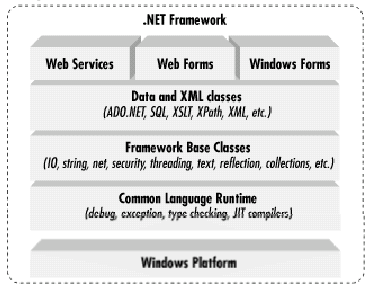 .NET Framework
Web Services Web Forms Windows Forms
Data and XML classes
(ADO.NET, SQL, XSLT, XPath, XML, etc.)
Framework Base Classes
(IO, string, net, security, threading, text, reflection, collections, etc.)
Common Language Runtime
(debug, exception, type checking, JIT compilers)
Windows Platform